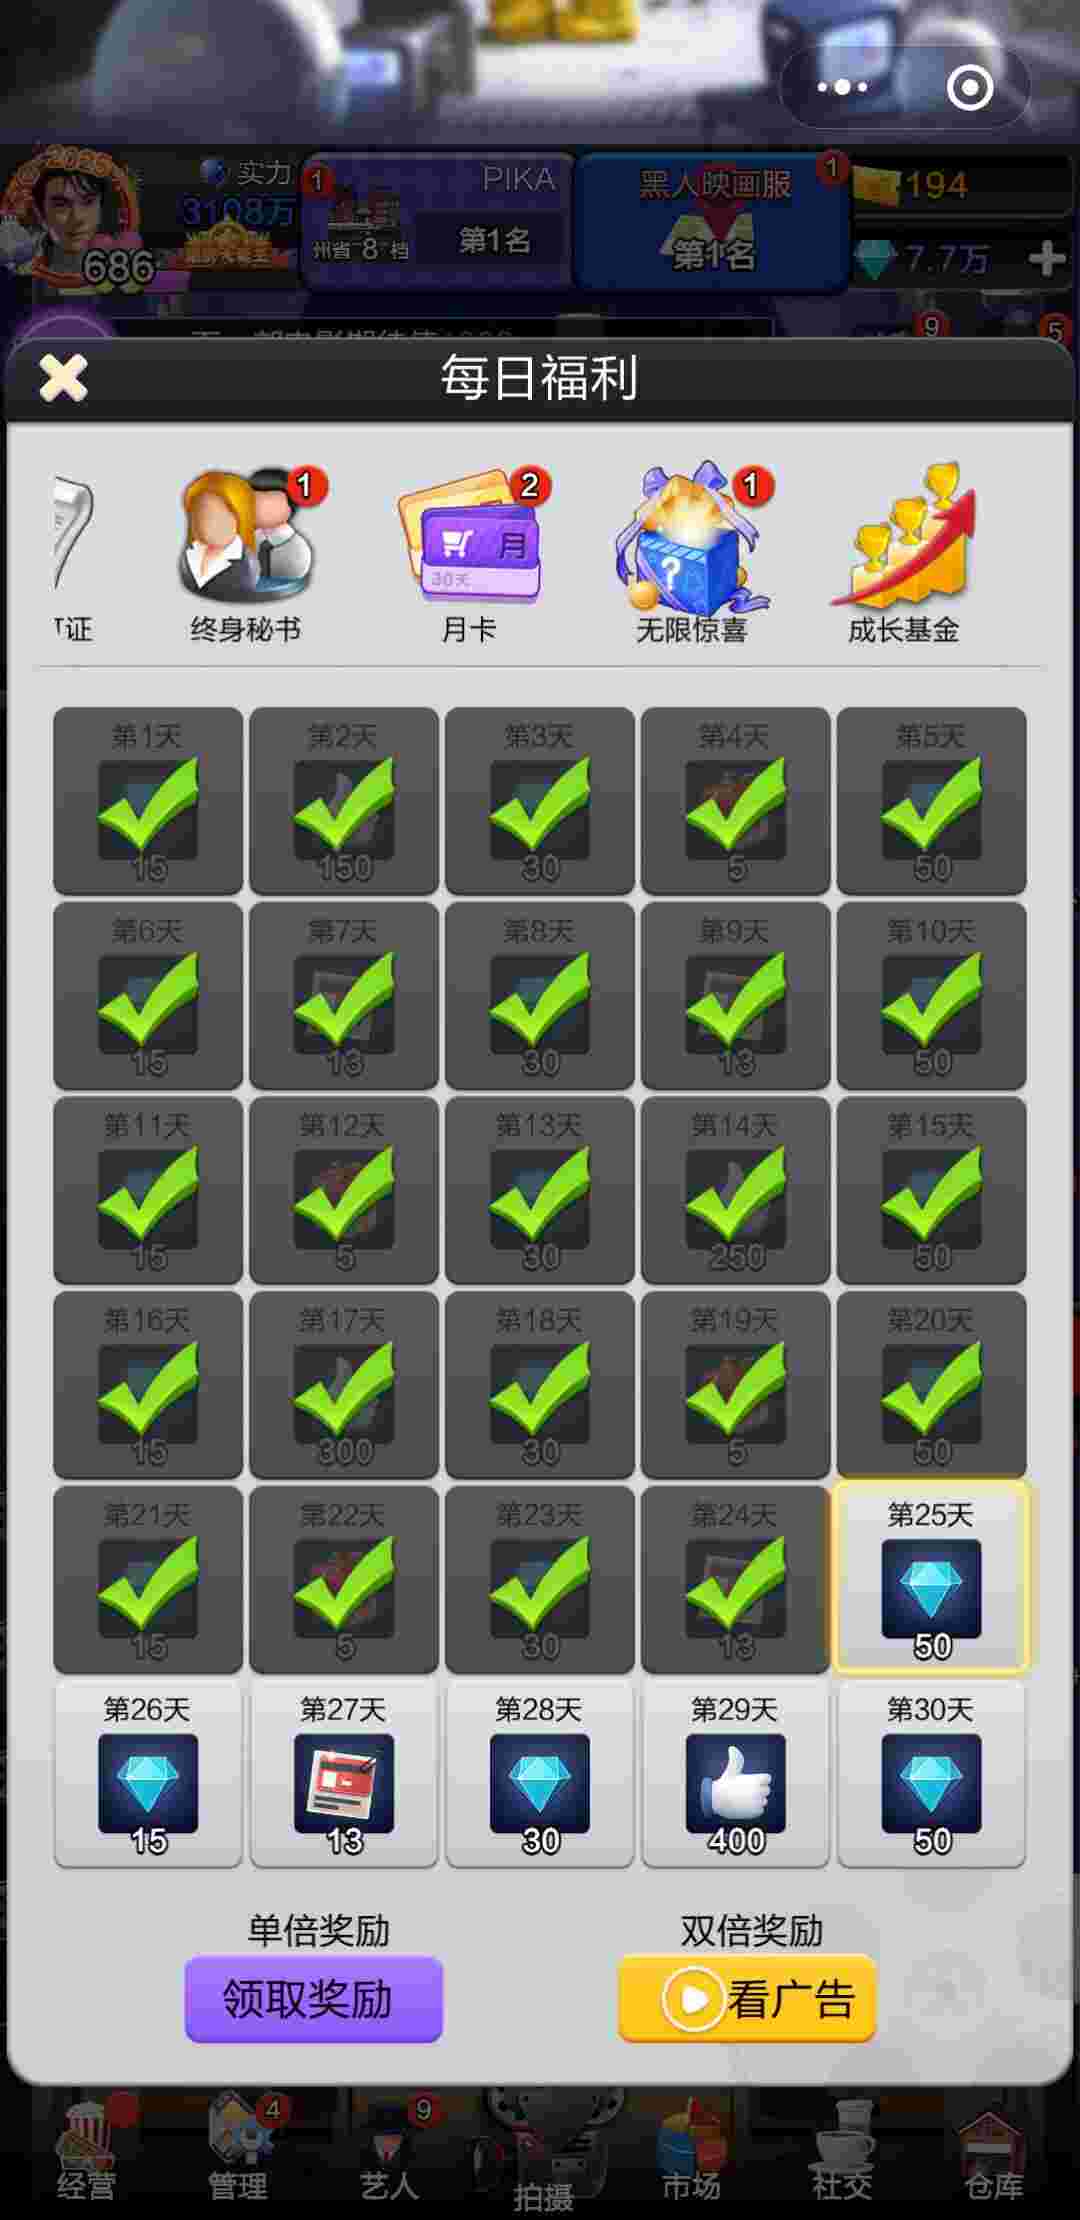 2025
实力
1
PIKA
黑人映画服
1
194
3108万
州省 8 档
第1名
第1名
7.7万
686
9
5
每日福利
1
2
1
月
30天
?
终身秘书
月卡
无限惊喜
成长基金
第1天
第2天
第3天
第4天
第5天
15
150
30
5
50
第6天
第7天
第8天
第9天
第10天
15
13
30
13
50
第11天
第12天
第13天
第14天
第15天
15
5
30
250
50
第16天
第17天
第18天
第19天
第20天
15
300
30
5
50
第21天
第22天
第23天
第24天
第25天
15
5
30
13
50
第26天
第27天
第28天
第29天
第30天
15
13
30
400
50
单倍奖励
双倍奖励
领取奖励
看广告
4
9
经营
管理
艺人
拍摄
市场
社交
仓库